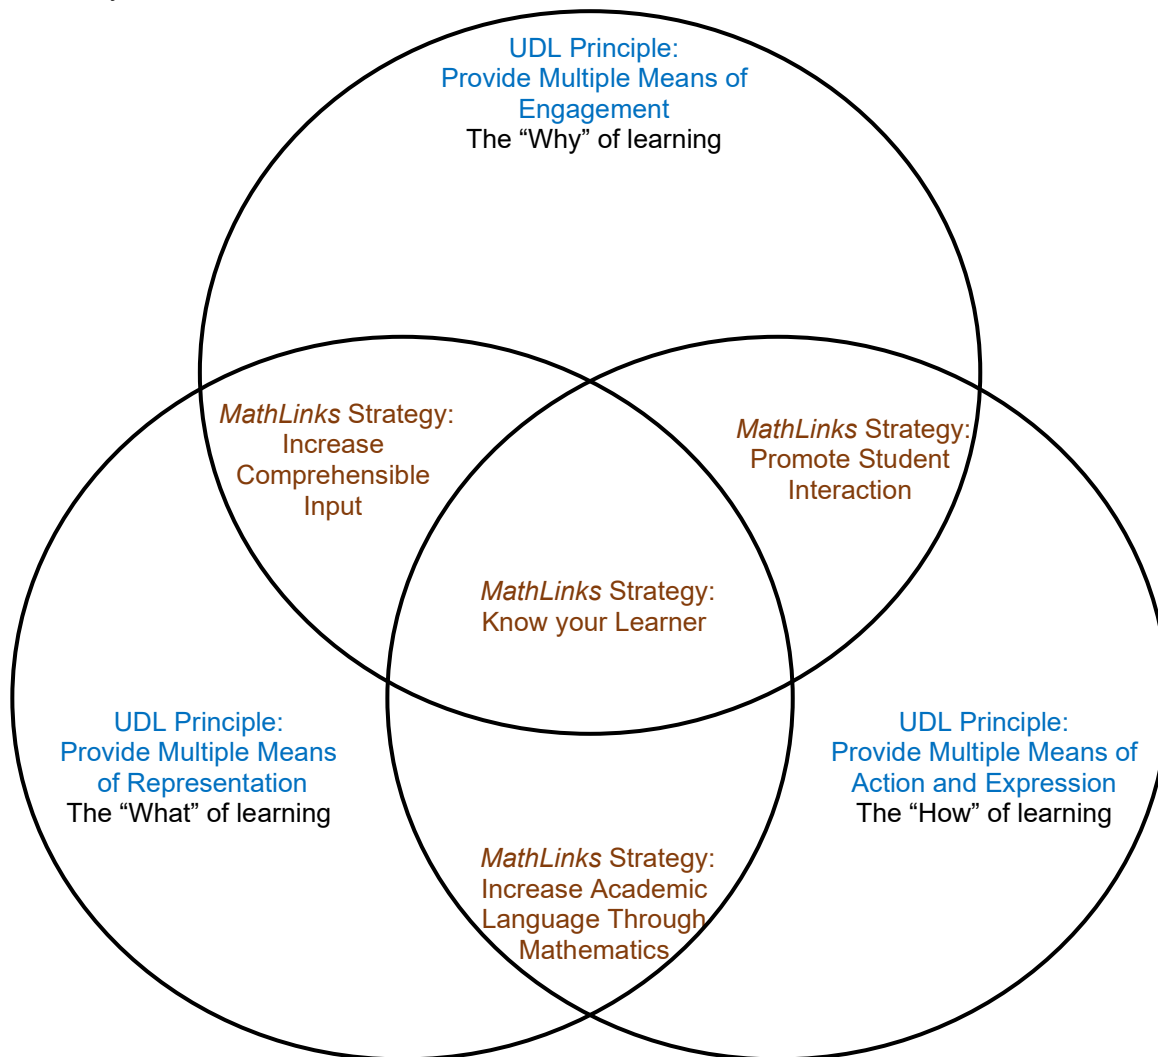 UDL Principle:
Provide Multiple Means of
Engagement
The “Why” of learning
MathLinks Strategy:
Increase
Comprehensible
Input
MathLinks Strategy:
Promote Student
Interaction
MathLinks Strategy:
Know your Learner
UDL Principle:
Provide Multiple Means
of Representation
The “What” of learning
UDL Principle:
Provide Multiple Means of
Action and Expression
The “How” of learning
MathLinks Strategy:
Increase Academic
Language Through
Mathematics